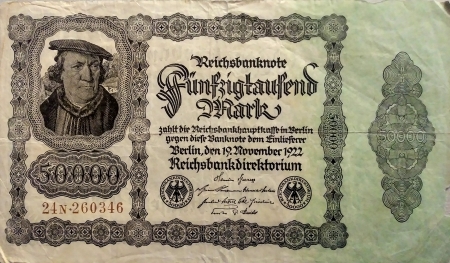 Reichsbanknote
Fünfzigtausend
Mark
zahlt die Reichsbankhauptkasse in Berlin
gegen diese Banknote dem Einlieferer
Berlin, den 19. November 1922
Reichsbankdirektorium
50000
24N-260346
50000